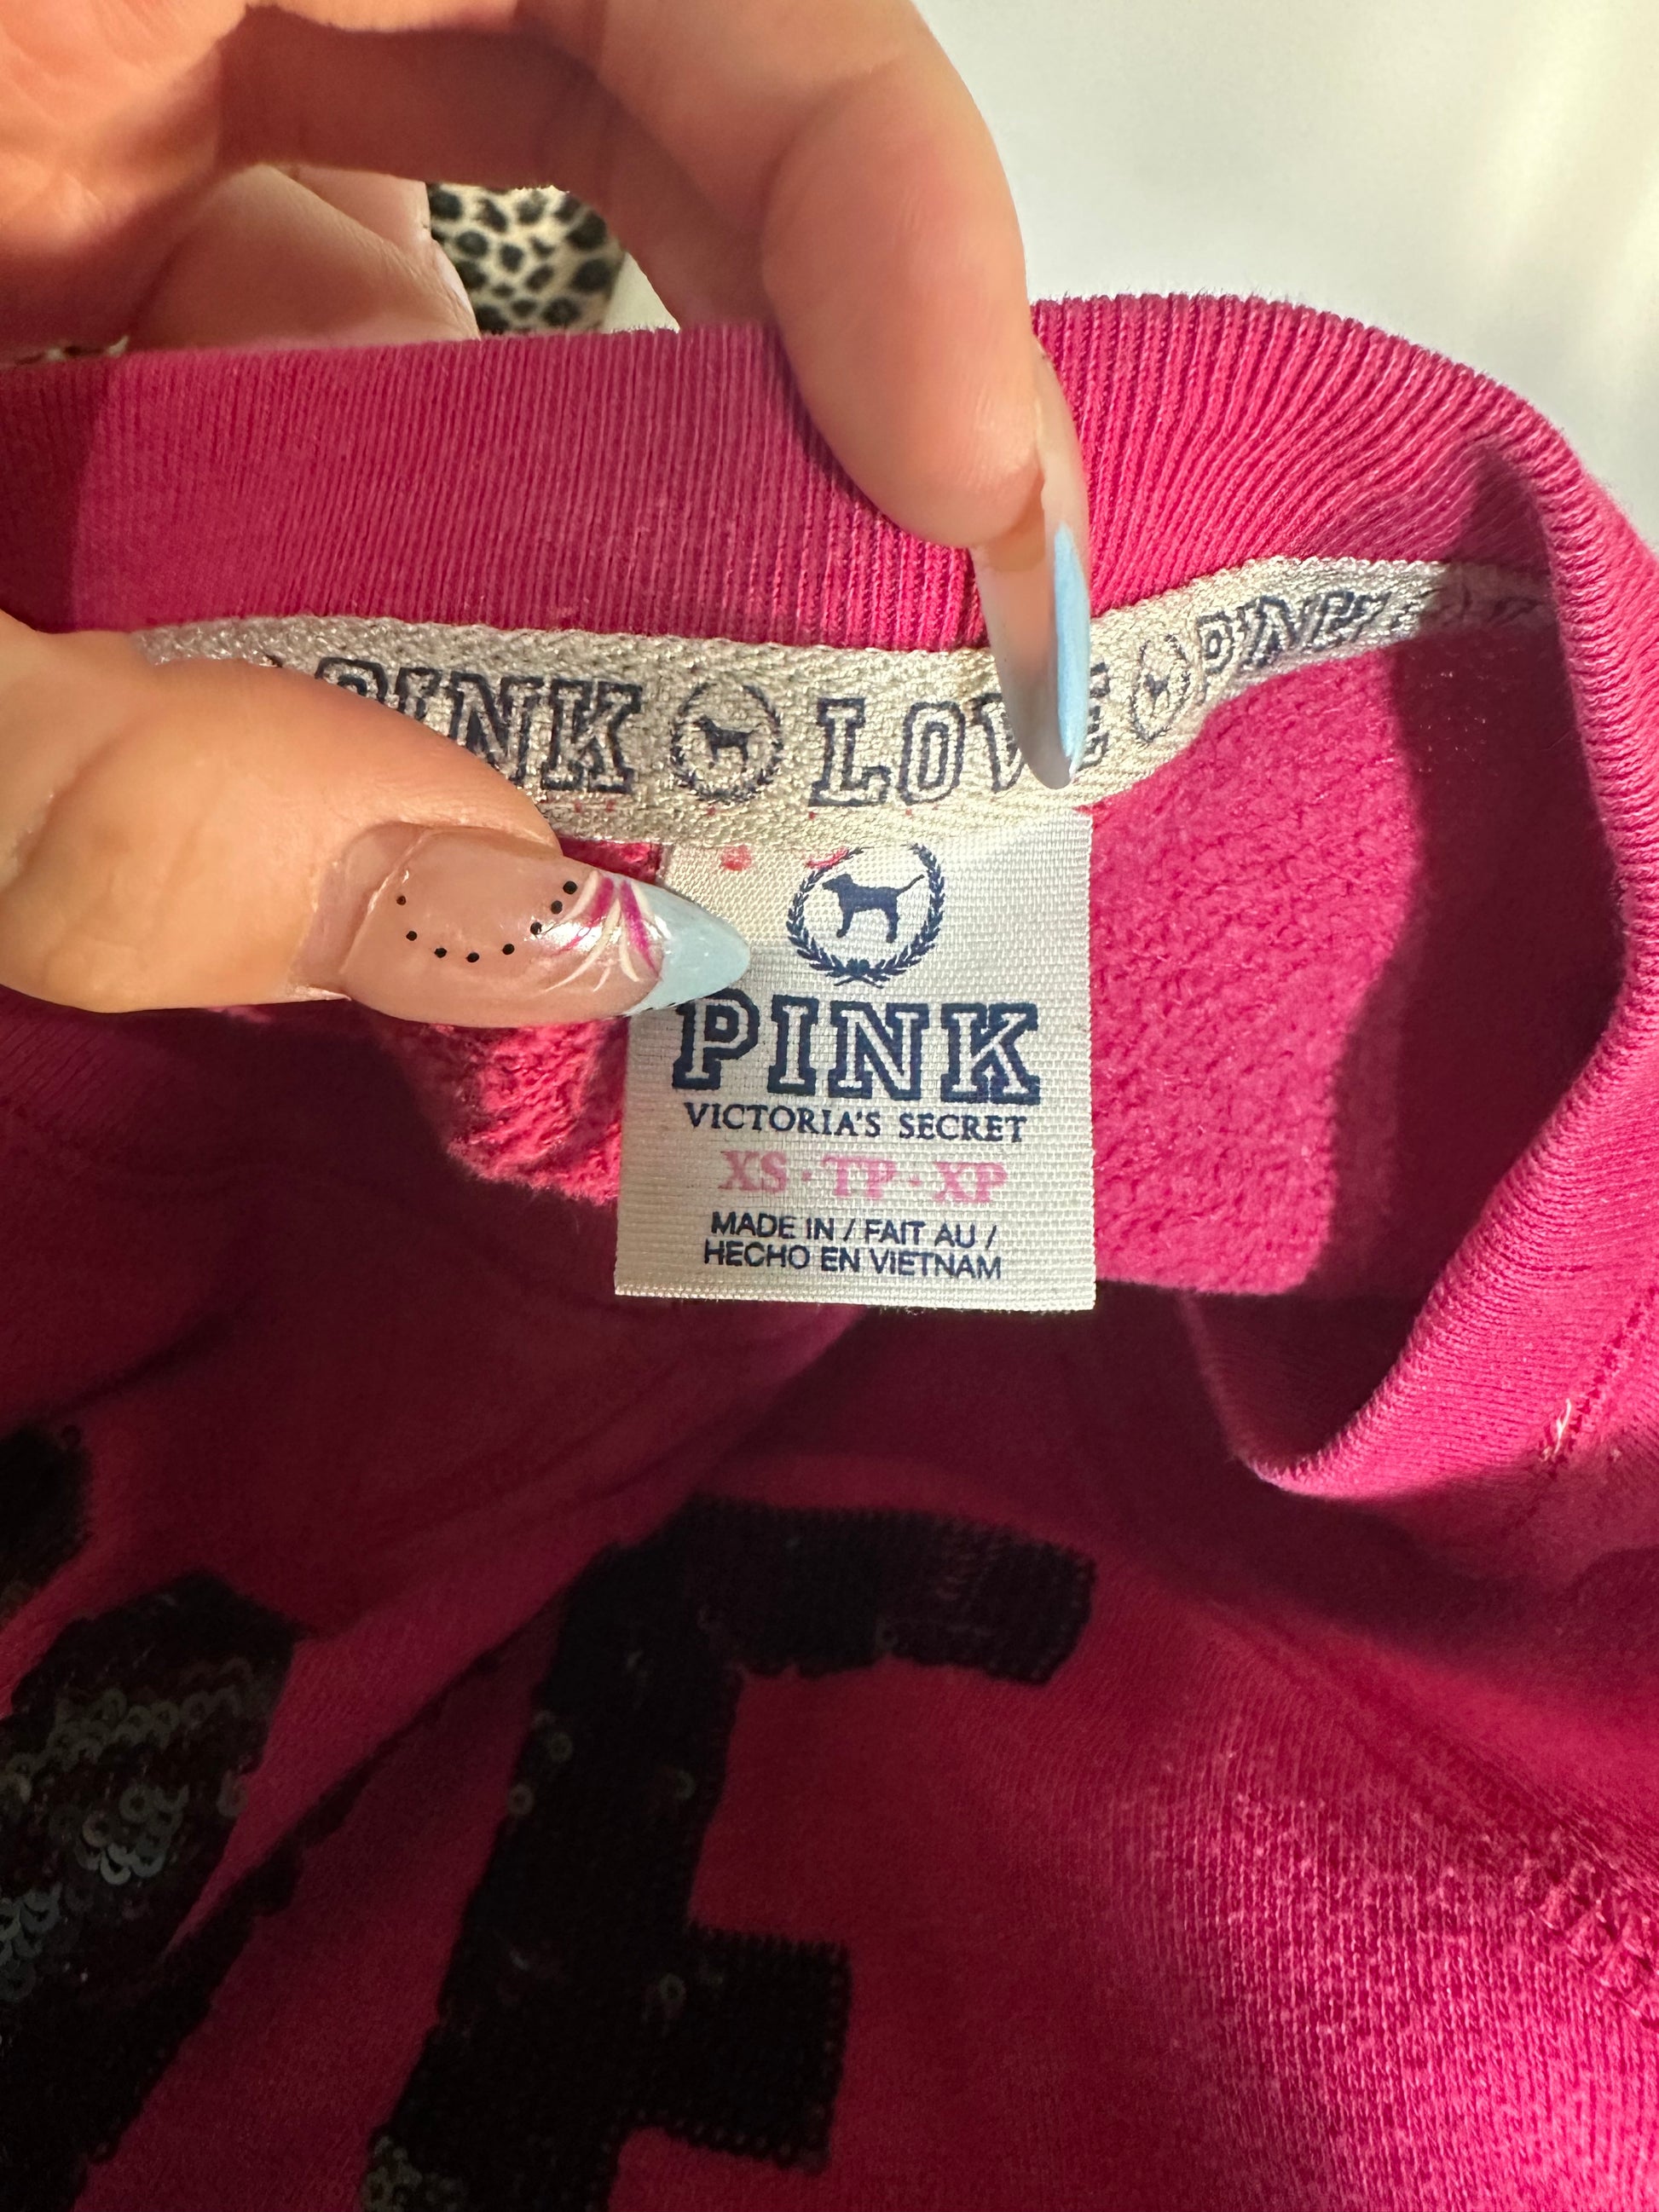 PINK LOVE PINK
PINK
VICTORIA'S SECRET
XS · TP · XP
MADE IN / FAIT AU /
HECHO EN VIETNAM